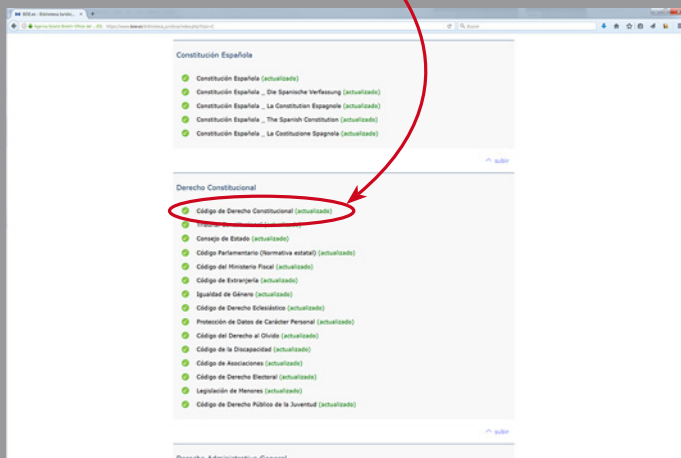 Buscar
Constitución Española
Constitución Española (actualizado)
Constitución Española _ Die Spanische Verfassung (actualizado)
Constitución Española _ La Constitution Espagnole (actualizado)
Constitución Española _ The Spanish Constitution (actualizado)
Constitución Española _ La Costituzione Spagnola (actualizado)
subir
Derecho Constitucional
Código de Derecho Constitucional (actualizado)
Consejo de Estado (actualizado)
Código Parlamentario (Normativa estatal) (actualizado)
Código del Ministerio Fiscal (actualizado)
Código de Extranjería (actualizado)
Igualdad de Género (actualizado)
Código de Derecho Eclesiástico (actualizado)
Protección de Datos de Carácter Personal (actualizado)
Código del Derecho al Olvido (actualizado)
Código de la Discapacidad (actualizado)
Código de Asociaciones (actualizado)
Código de Derecho Electoral (actualizado)
Legislación de Menores (actualizado)
Código de Derecho Público de la Juventud (actualizado)
subir
Derecho Administrativo General